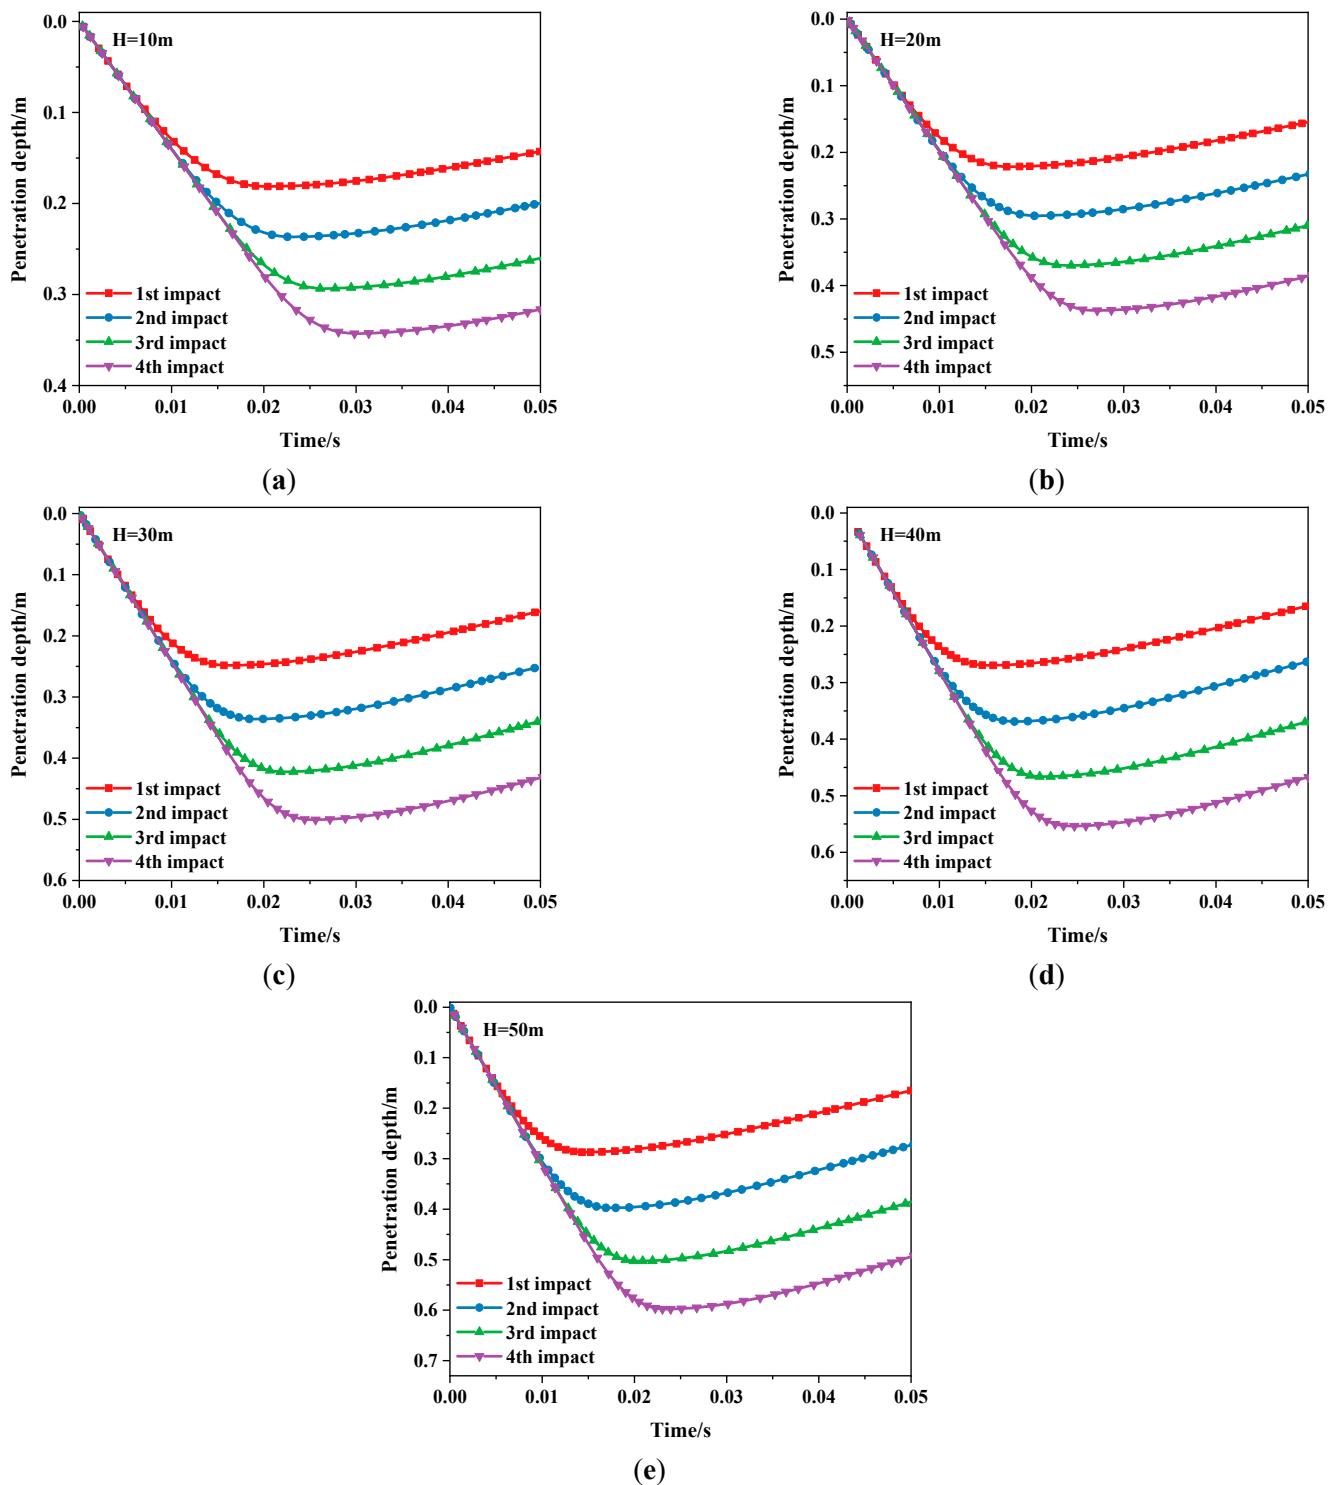 H=10m
Penetration depth/m
0.0
0.1
0.2
0.3
0.4
1st impact
2nd impact
3rd impact
4th impact
0.00 0.01 0.02 0.03 0.04 0.05
Time/s
(a)
H=20m
Penetration depth/m
0.0
0.1
0.2
0.3
0.4
0.5
1st impact
2nd impact
3rd impact
4th impact
0.00 0.01 0.02 0.03 0.04 0.05
Time/s
(b)
H=30m
Penetration depth/m
0.0
0.1
0.2
0.3
0.4
0.5
0.6
1st impact
2nd impact
3rd impact
4th impact
0.00 0.01 0.02 0.03 0.04 0.05
Time/s
(c)
H=40m
Penetration depth/m
0.0
0.1
0.2
0.3
0.4
0.5
0.6
1st impact
2nd impact
3rd impact
4th impact
0.00 0.01 0.02 0.03 0.04 0.05
Time/s
(d)
H=50m
Penetration depth/m
0.0
0.1
0.2
0.3
0.4
0.5
0.6
0.7
1st impact
2nd impact
3rd impact
4th impact
0.00 0.01 0.02 0.03 0.04 0.05
Time/s
(e)